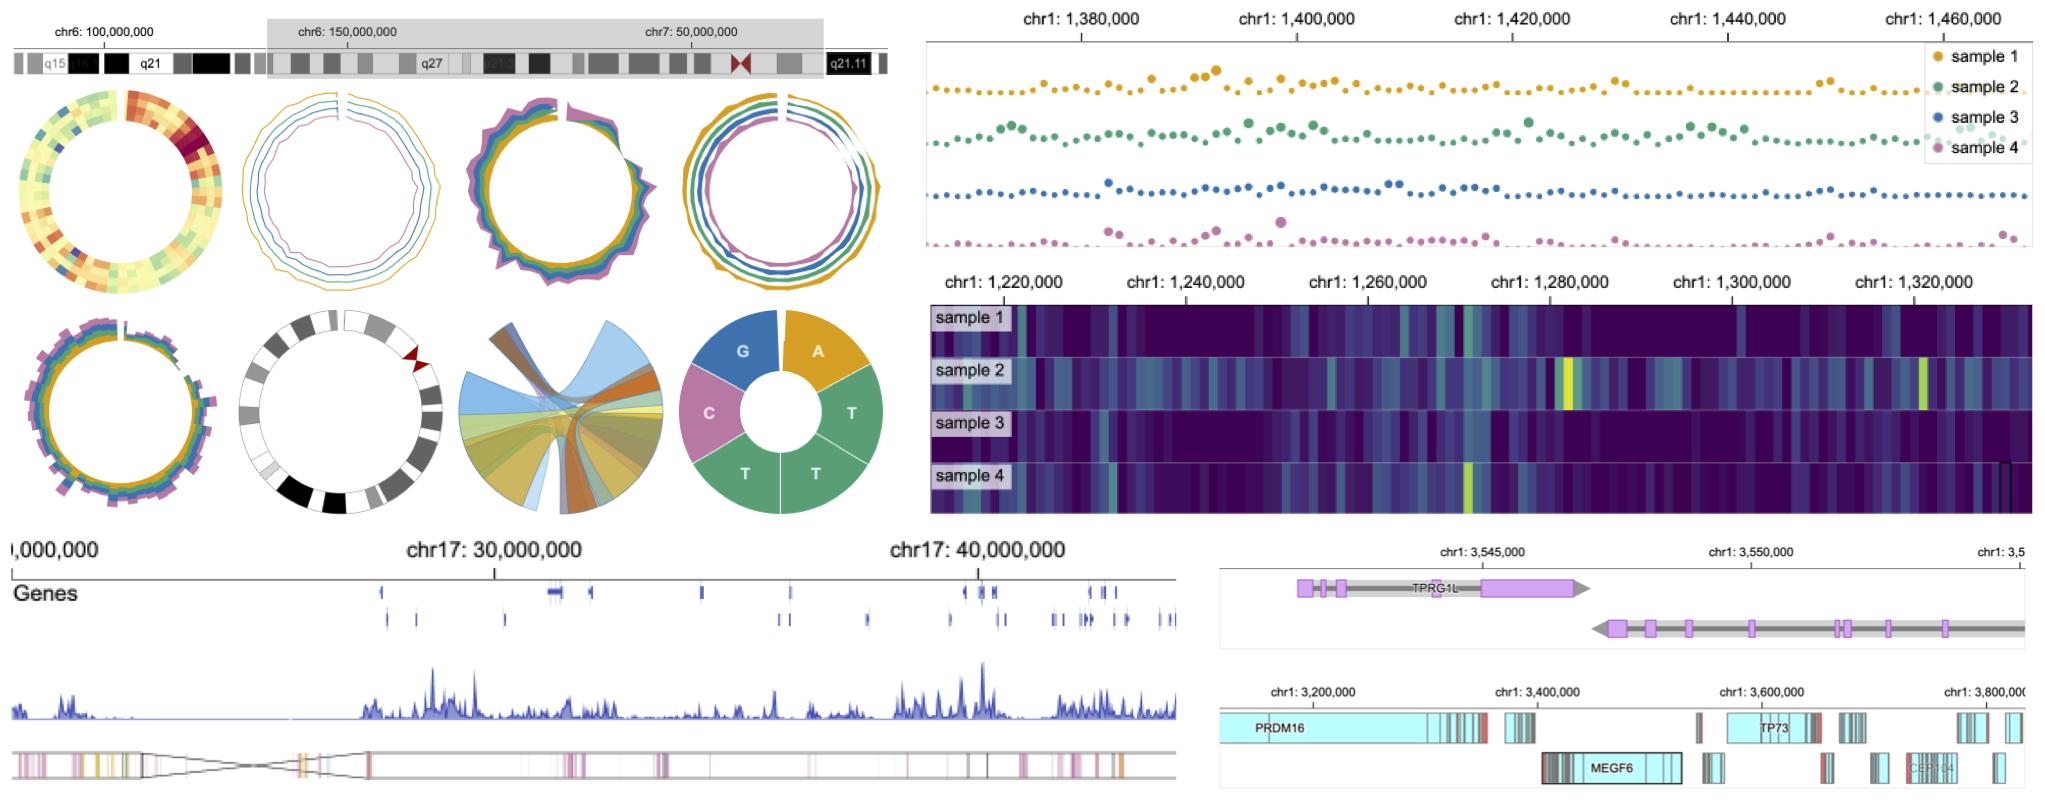 chr6: 100,000,000 chr6: 150,000,000 chr7: 50,000,000
q15 q16.1 q21 q27 q21.3 q21.11
G A
C T
T T
chr1: 1,380,000 chr1: 1,400,000 chr1: 1,420,000 chr1: 1,440,000 chr1: 1,460,000
sample 1
sample 2
sample 3
sample 4
chr1: 1,220,000 chr1: 1,240,000 chr1: 1,260,000 chr1: 1,280,000 chr1: 1,300,000 chr1: 1,320,000
sample 1
sample 2
sample 3
sample 4
,000,000 chr17: 30,000,000 chr17: 40,000,000
Genes
chr1: 3,545,000 chr1: 3,550,000 chr1: 3,5
TPRG1L
chr1: 3,200,000 chr1: 3,400,000 chr1: 3,600,000 chr1: 3,800,000
PRDM16 TP73
MEGF6 CEP104